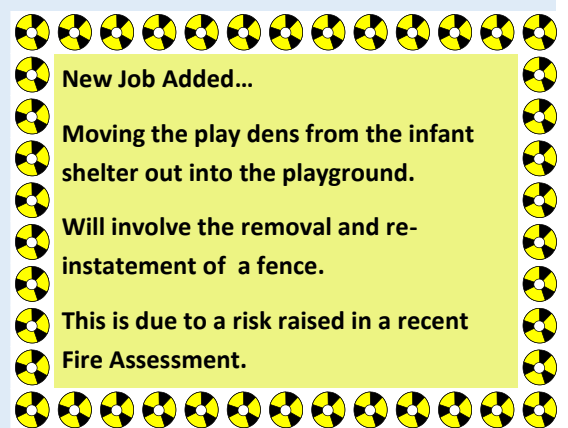 New Job Added…
Moving the play dens from the infant
shelter out into the playground.
Will involve the removal and re-
instatement of  a fence.
This is due to a risk raised in a recent
Fire Assessment.